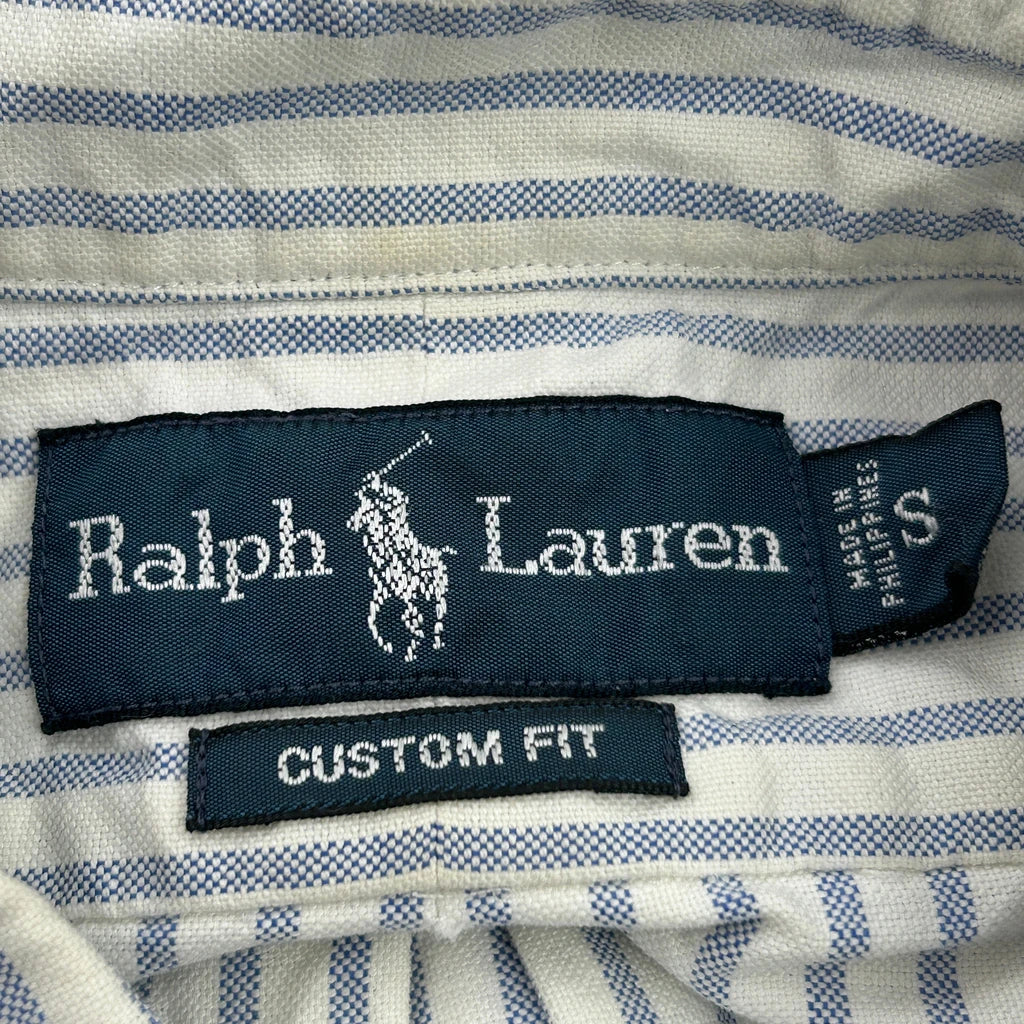 Ralph Lauren
MADE IN
PHILIPPINES
S
CUSTOM FIT